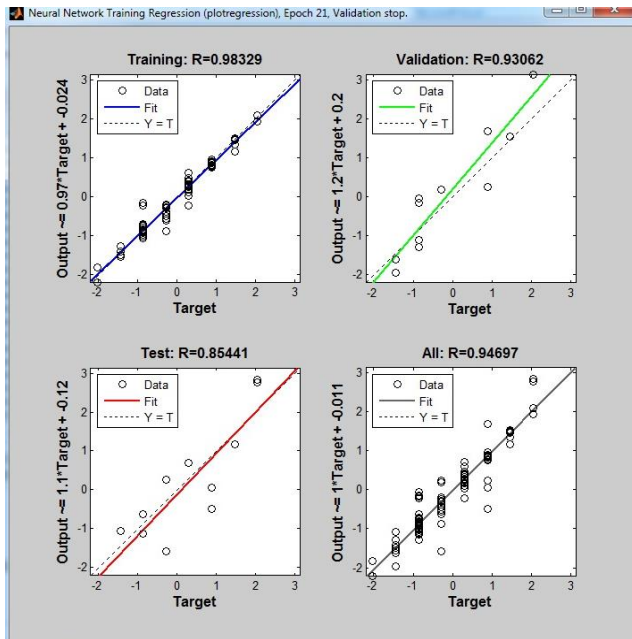 Neural Network Training Regression (plotregression), Epoch 21, Validation stop.
Training: R=0.98329
Output ~= 0.97*Target + -0.024
3
2
1
0
-1
-2
Data
Fit
Y = T
-2 -1 0 1 2 3
Target
Validation: R=0.93062
Output ~= 1.2*Target + 0.2
3
2
1
0
-1
-2
Data
Fit
Y = T
-2 -1 0 1 2 3
Target
Test: R=0.85441
Output ~= 1.1*Target + -0.12
3
2
1
0
-1
-2
Data
Fit
Y = T
-2 -1 0 1 2 3
Target
All: R=0.94697
Output ~= 1*Target + -0.011
3
2
1
0
-1
-2
Data
Fit
Y = T
-2 -1 0 1 2 3
Target